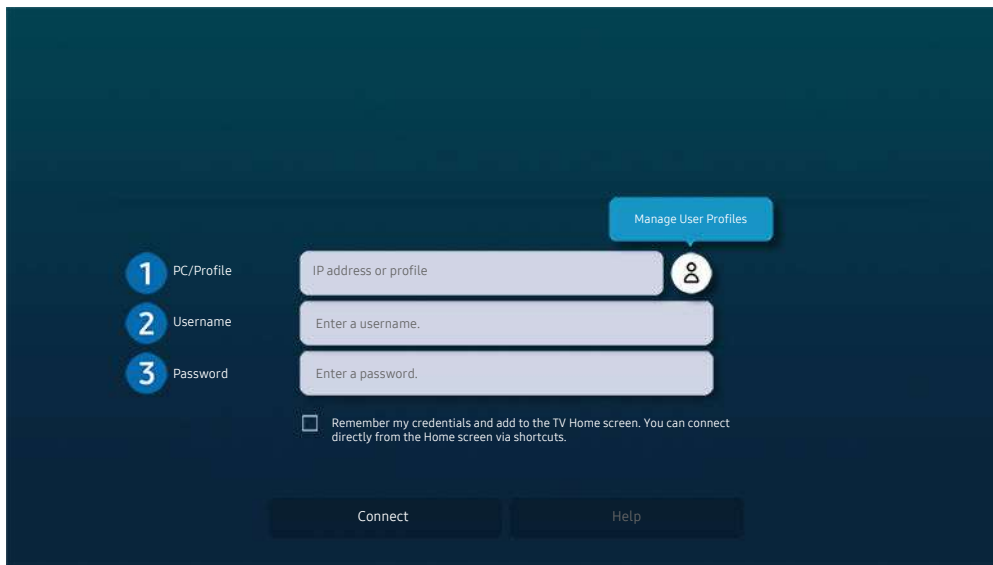 Manage User Profiles
1 PC/Profile IP address or profile
2 Username Enter a username.
3 Password Enter a password.
Remember my credentials and add to the TV Home screen. You can connect
directly from the Home screen via shortcuts.
Connect Help